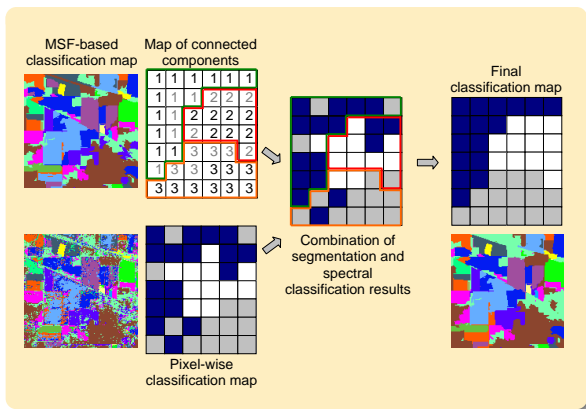 MSF-based
classification map
Map of connected
components
1 1 1 1 1 1
1 1 1 2 2 2
1 1 2 2 2 2
1 1 2 2 2 2
1 1 3 3 2
1 3 3 3 3 3
3 3 3 3 3 3
Pixel-wise
classification map
Combination of
segmentation and
spectral
classification results
Final
classification map